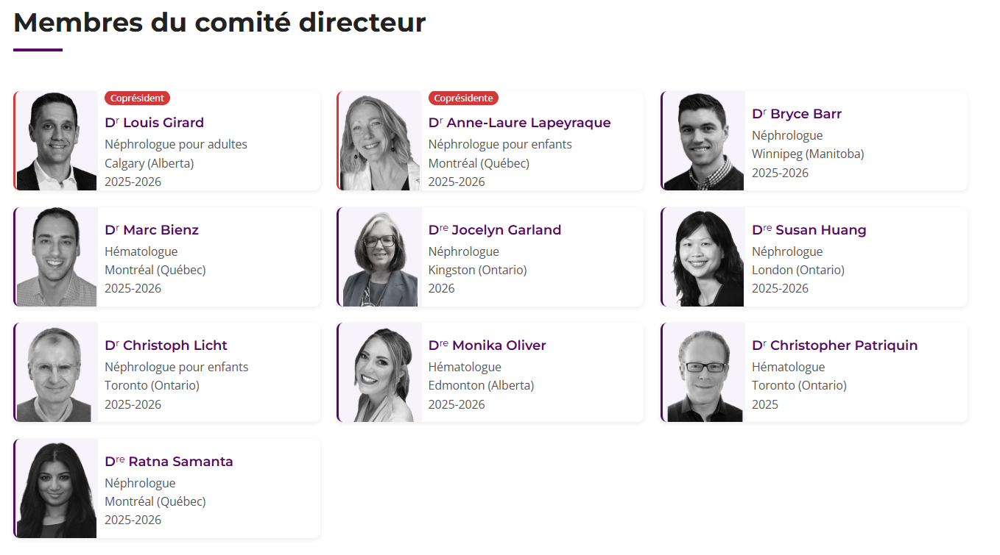 Membres du comité directeur
Coprésident
Dʳ Louis Girard
Néphrologue pour adultes
Calgary (Alberta)
2025-2026
Coprésidente
Dʳ Anne-Laure Lapeyraque
Néphrologue pour enfants
Montréal (Québec)
2025-2026
Dʳ Bryce Barr
Néphrologue
Winnipeg (Manitoba)
2025-2026
Dʳ Marc Bienz
Hématologue
Montréal (Québec)
2025-2026
Dʳᵉ Jocelyn Garland
Néphrologue
Kingston (Ontario)
2026
Dʳᵉ Susan Huang
Néphrologue
London (Ontario)
2025-2026
Dʳ Christoph Licht
Néphrologue pour enfants
Toronto (Ontario)
2025-2026
Dʳᵉ Monika Oliver
Hématologue
Edmonton (Alberta)
2025-2026
Dʳ Christopher Patriquin
Hématologue
Toronto (Ontario)
2025
Dʳᵉ Ratna Samanta
Néphrologue
Montréal (Québec)
2025-2026